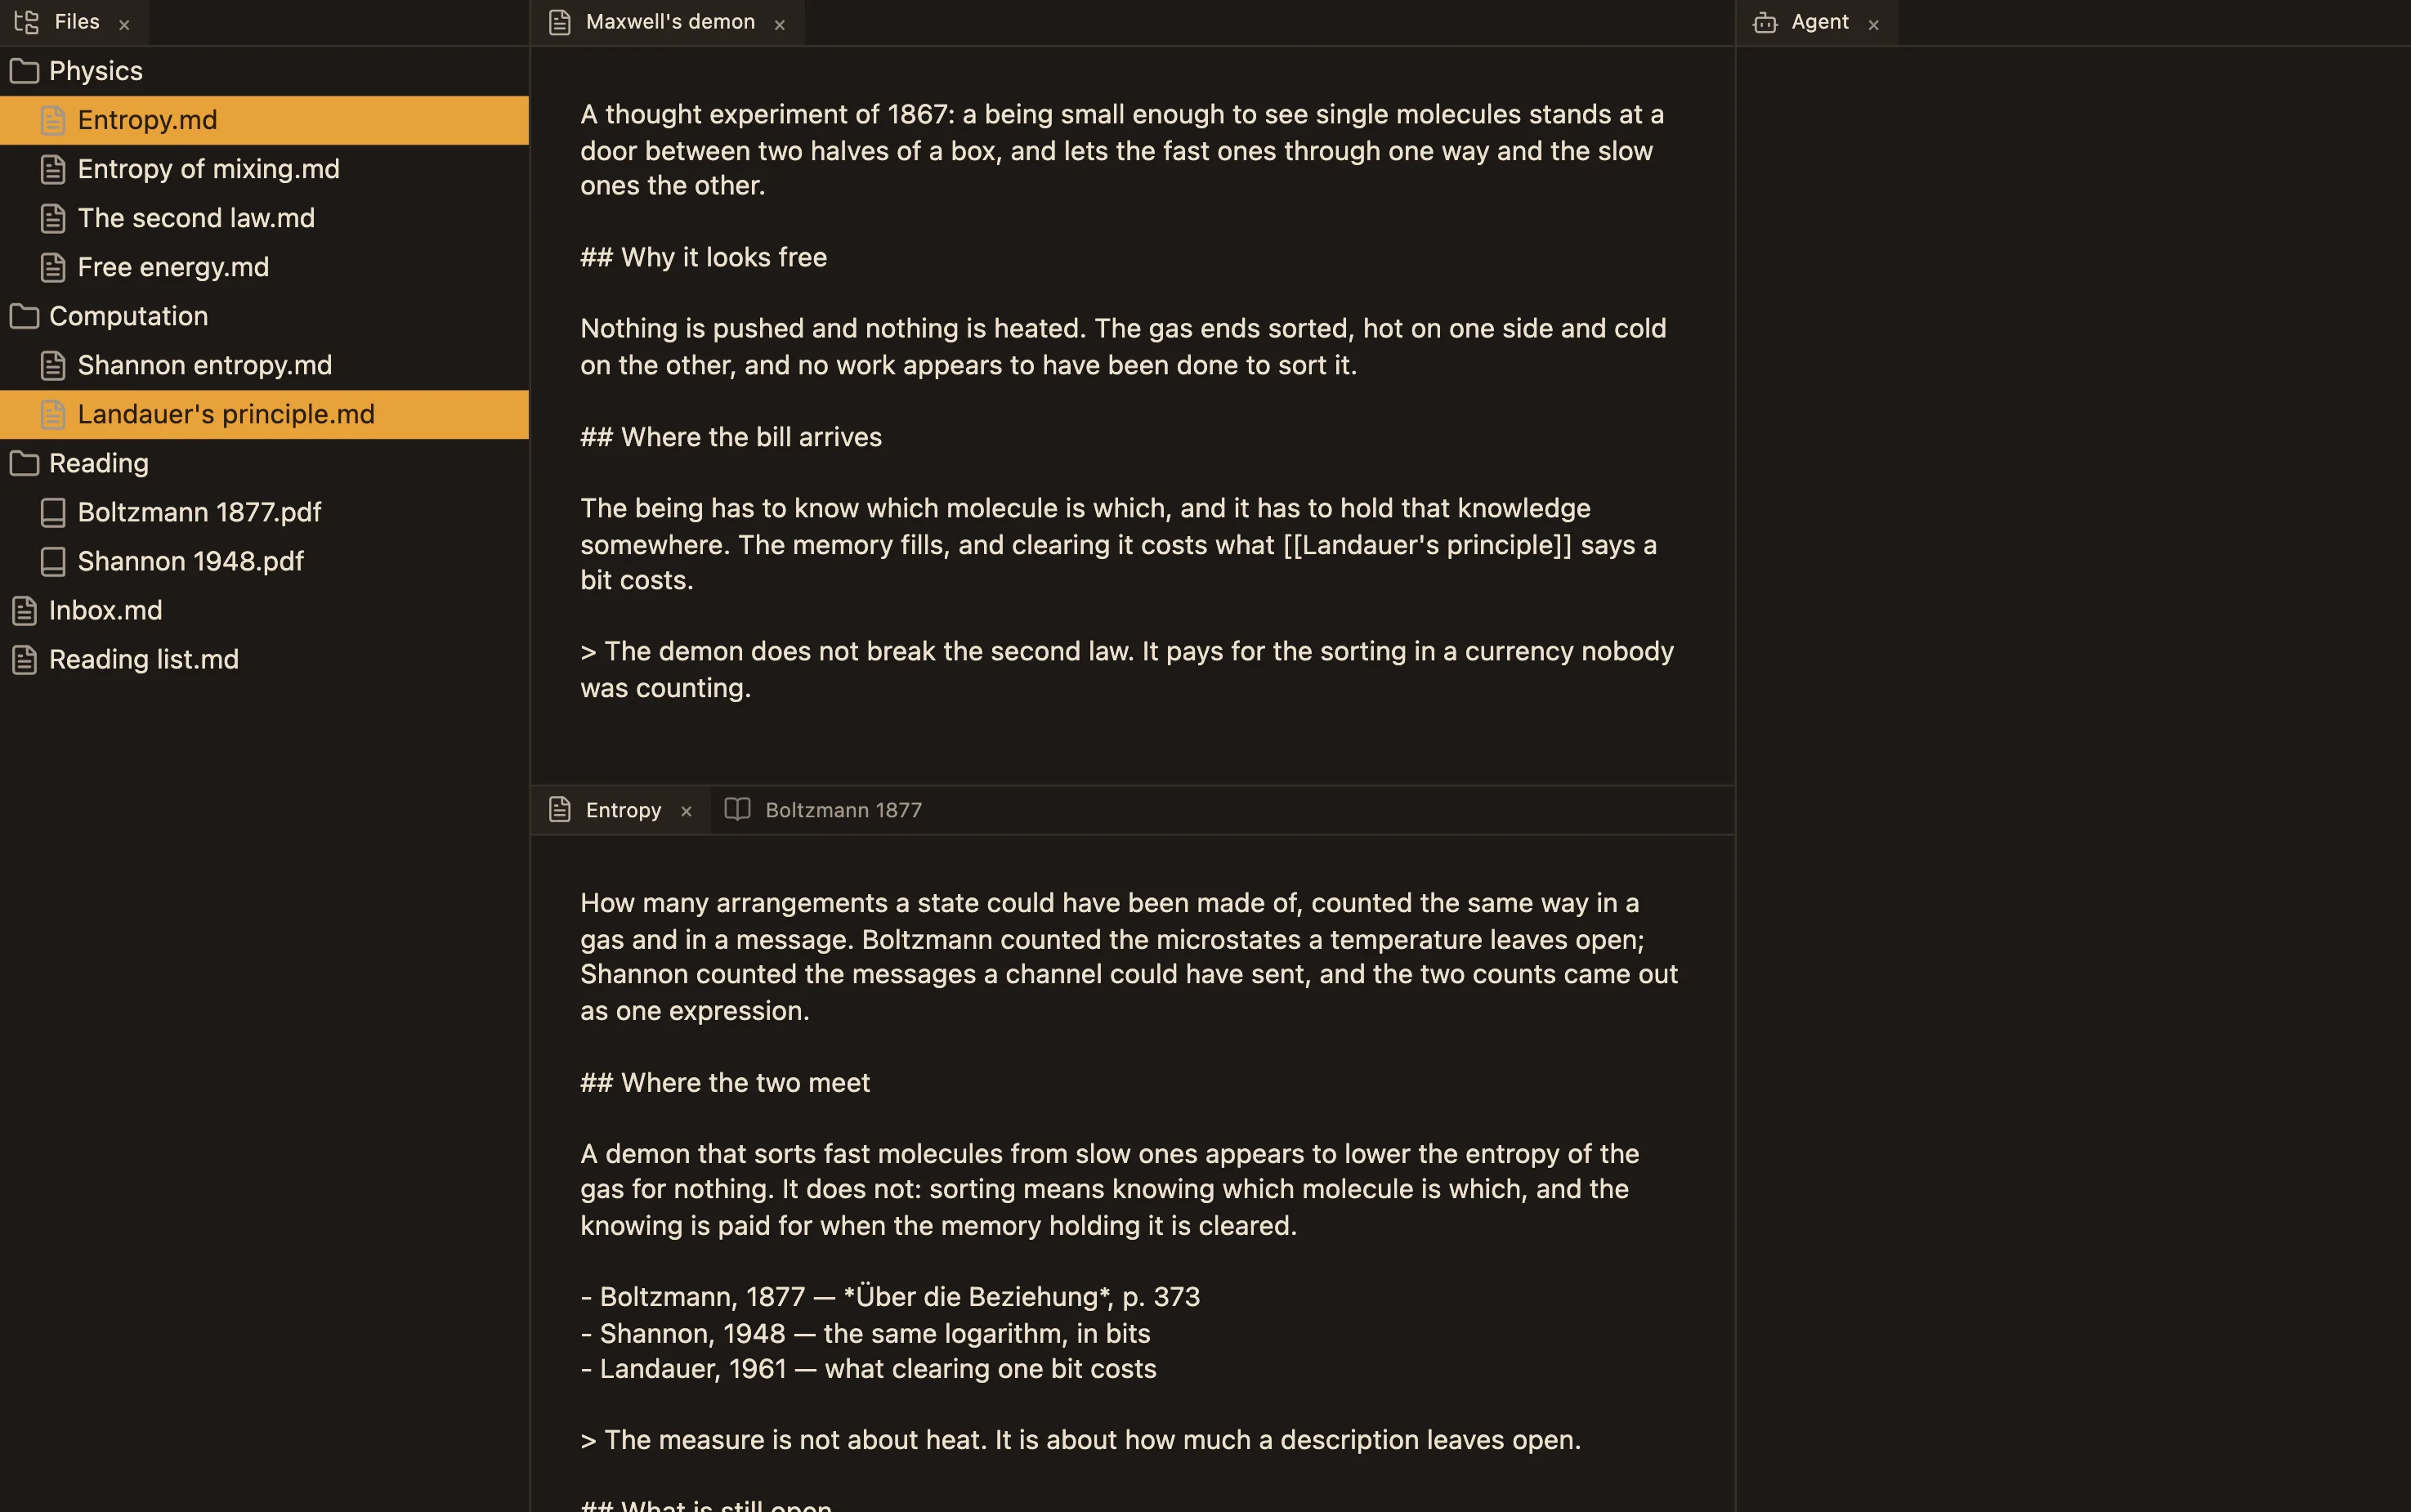 Files ×
Physics
Entropy.md
Entropy of mixing.md
The second law.md
Free energy.md
Computation
Shannon entropy.md
Landauer's principle.md
Reading
Boltzmann 1877.pdf
Shannon 1948.pdf
Inbox.md
Reading list.md
Maxwell's demon ×
A thought experiment of 1867: a being small enough to see single molecules stands at a
door between two halves of a box, and lets the fast ones through one way and the slow
ones the other.
## Why it looks free
Nothing is pushed and nothing is heated. The gas ends sorted, hot on one side and cold
on the other, and no work appears to have been done to sort it.
## Where the bill arrives
The being has to know which molecule is which, and it has to hold that knowledge
somewhere. The memory fills, and clearing it costs what [[Landauer's principle]] says a
bit costs.
> The demon does not break the second law. It pays for the sorting in a currency nobody
was counting.
Entropy ×
Boltzmann 1877
How many arrangements a state could have been made of, counted the same way in a
gas and in a message. Boltzmann counted the microstates a temperature leaves open;
Shannon counted the messages a channel could have sent, and the two counts came out
as one expression.
## Where the two meet
A demon that sorts fast molecules from slow ones appears to lower the entropy of the
gas for nothing. It does not: sorting means knowing which molecule is which, and the
knowing is paid for when the memory holding it is cleared.
- Boltzmann, 1877 — *Über die Beziehung*, p. 373
- Shannon, 1948 — the same logarithm, in bits
- Landauer, 1961 — what clearing one bit costs
> The measure is not about heat. It is about how much a description leaves open.
## What is still open
Agent ×